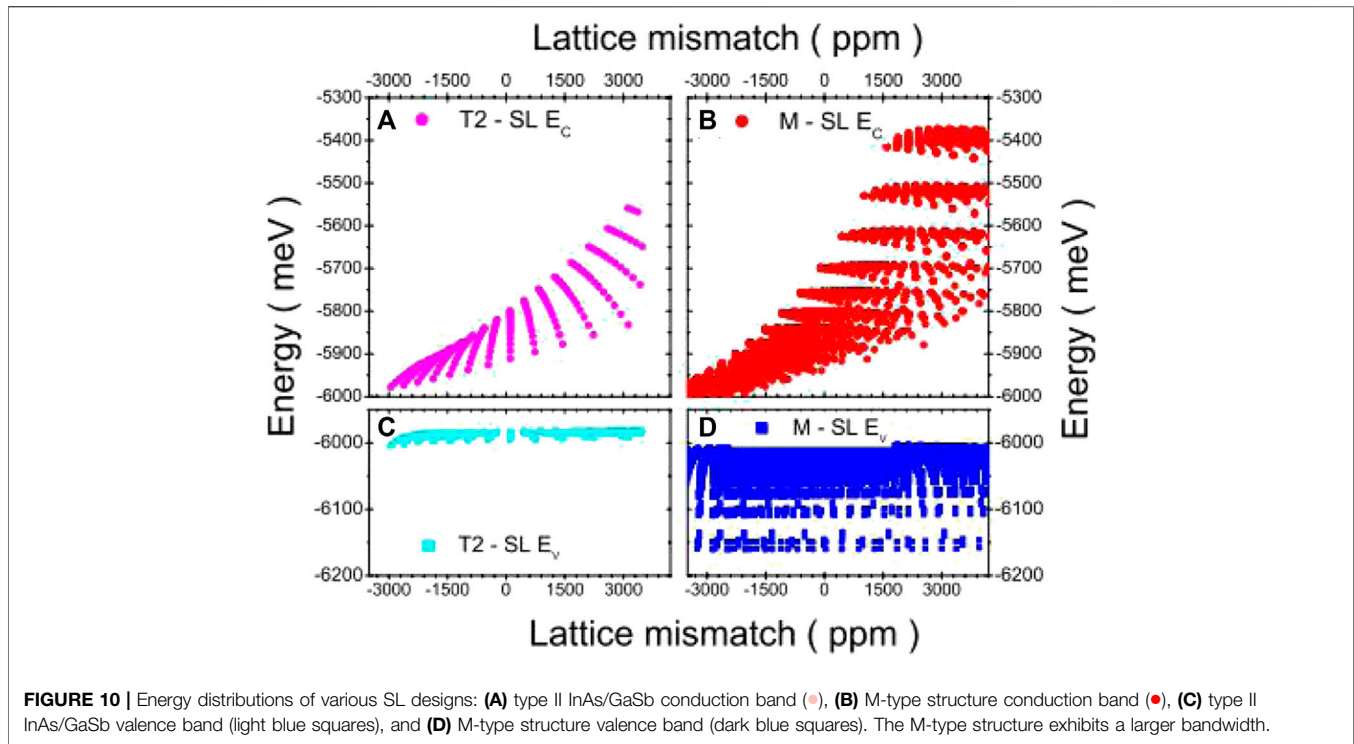 Lattice mismatch ( ppm )
-3000 -1500 0 1500 3000 -3000 -1500 0 1500 3000
-5300 -5300
A T2 - SL E_C B M - SL E_C
-5400 -5400
-5500 -5500
-5600 -5600
-5700 -5700
-5800 -5800
-5900 -5900
-6000 -6000
Energy ( meV )
Energy ( meV )
C D M - SL E_v
-6000 -6000
-6100 -6100
T2 - SL E_v
-6200 -6200
-3000 -1500 0 1500 3000 -3000 -1500 0 1500 3000
Lattice mismatch ( ppm )
FIGURE 10 | Energy distributions of various SL designs: (A) type II InAs/GaSb conduction band (●), (B) M-type structure conduction band (●), (C) type II
InAs/GaSb valence band (light blue squares), and (D) M-type structure valence band (dark blue squares). The M-type structure exhibits a larger bandwidth.